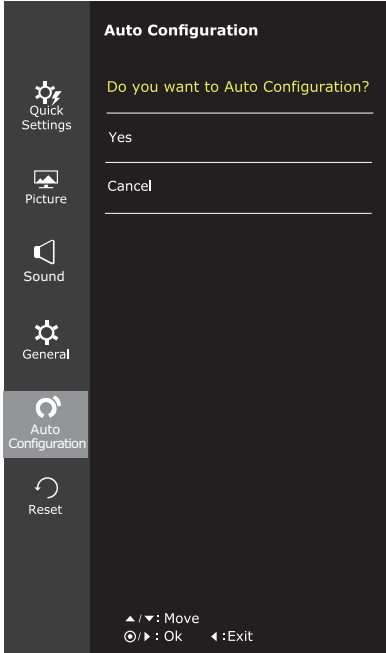 Auto Configuration
Do you want to Auto Configuration?
Yes
Cancel
Quick
Settings
Picture
Sound
General
Auto
Configuration
Reset
▲/▼: Move
◉/▶ : Ok ◀ :Exit